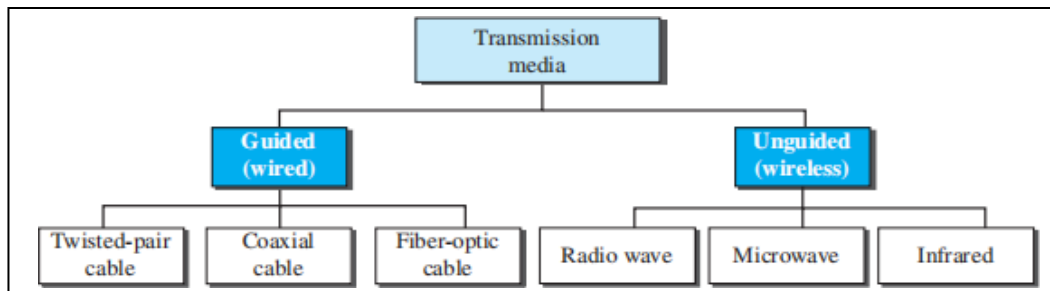 Transmission
media
Guided
(wired)
Unguided
(wireless)
Twisted-pair
cable
Coaxial
cable
Fiber-optic
cable
Radio wave
Microwave
Infrared